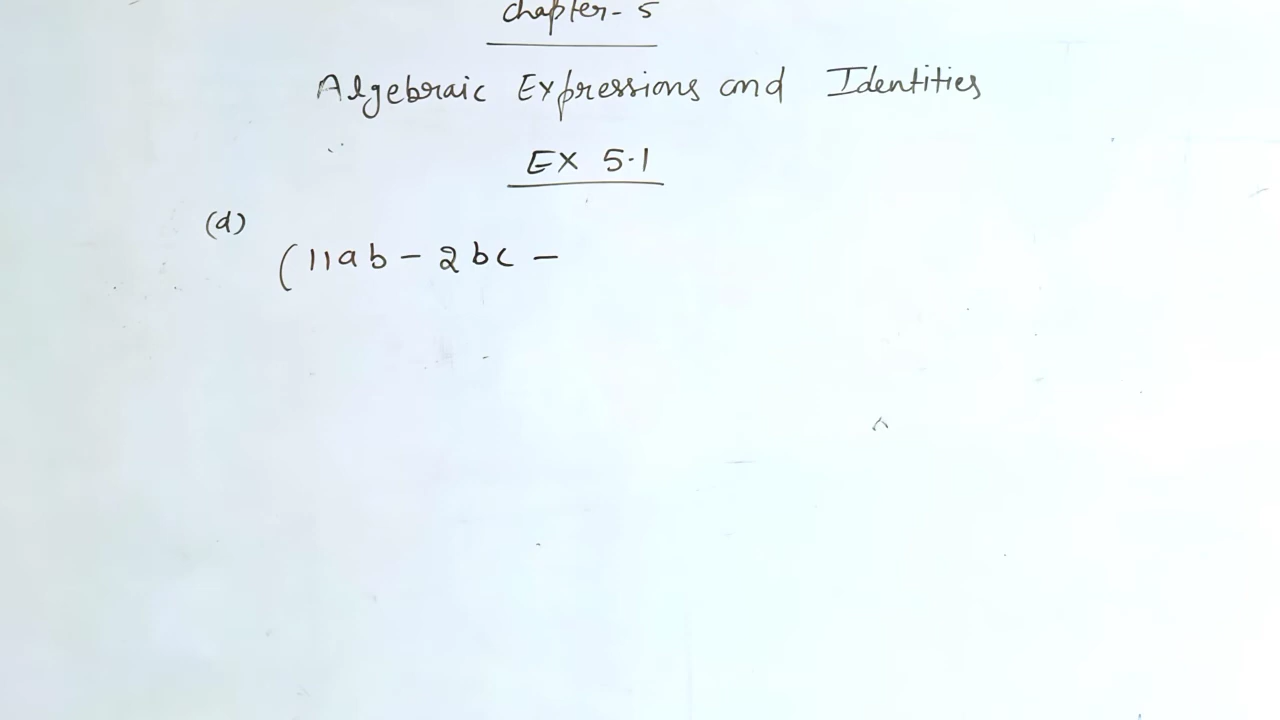 Chapter - 5
Algebraic Expressions and Identities
EX 5.1
(d)
(11ab - 2bc -